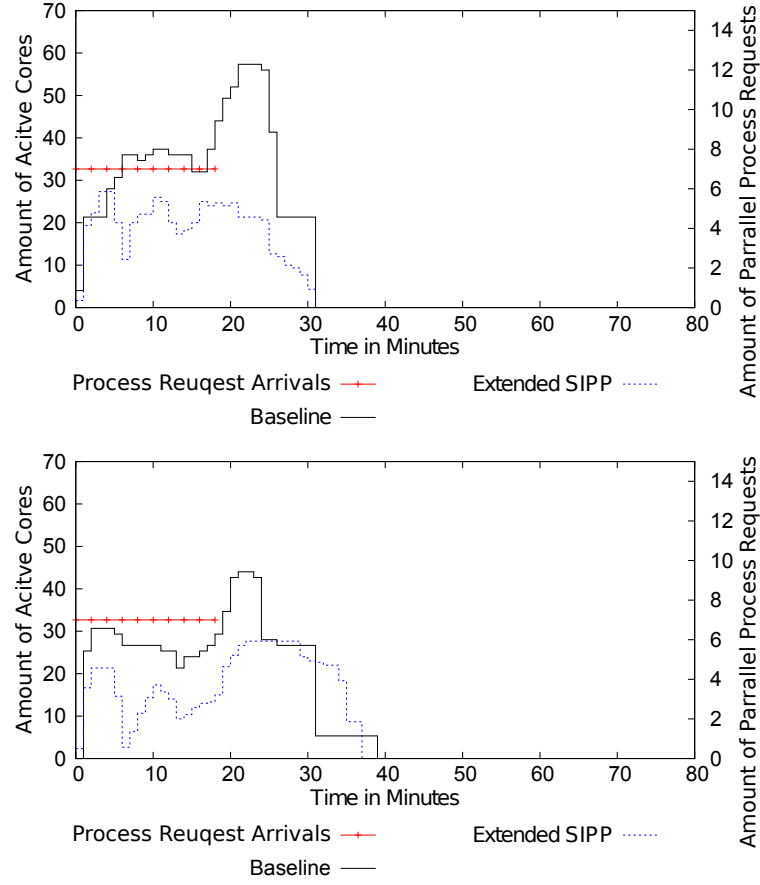 Amount of Acitve Cores
70
60
50
40
30
20
10
0
0 10 20 30 40 50 60 70 80
Time in Minutes
14
12
10
8
6
4
2
0
Amount of Parrallel Process Requests
Process Reuqest Arrivals
Extended SIPP
Baseline
Amount of Acitve Cores
70
60
50
40
30
20
10
0
0 10 20 30 40 50 60 70 80
Time in Minutes
14
12
10
8
6
4
2
0
Amount of Parrallel Process Requests
Process Reuqest Arrivals
Extended SIPP
Baseline